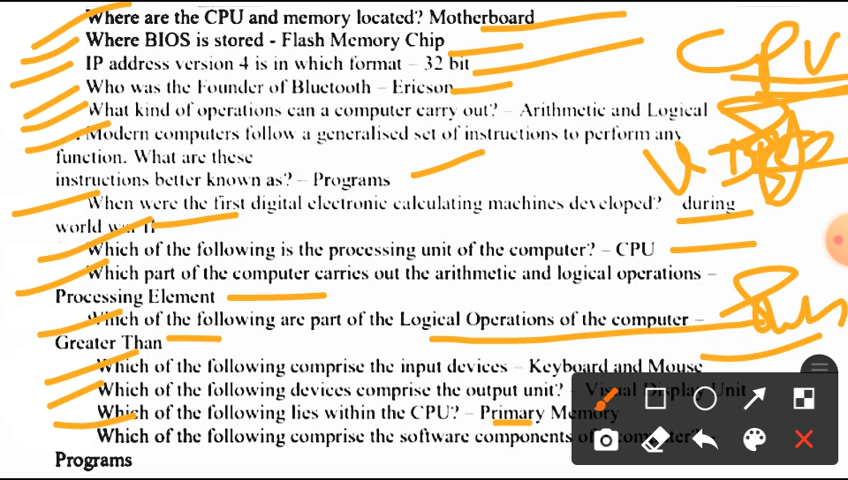 Where are the CPU and memory located? Motherboard
Where BIOS is stored - Flash Memory Chip
IP address version 4 is in which format – 32 bit
Who was the Founder of Bluetooth – Ericson
What kind of operations can a computer carry out? – Arithmetic and Logical
Modern computers follow a generalised set of instructions to perform any
function. What are these
instructions better known as? – Programs
When were the first digital electronic calculating machines developed? – during
world war II
Which of the following is the processing unit of the computer? – CPU
Which part of the computer carries out the arithmetic and logical operations –
Processing Element
Which of the following are part of the Logical Operations of the computer –
Greater Than
Which of the following comprise the input devices – Keyboard and Mouse
Which of the following devices comprise the output unit? – Visual Display Unit
Which of the following lies within the CPU? – Primary Memory
Which of the following comprise the software components of a computer?
Programs
CPU